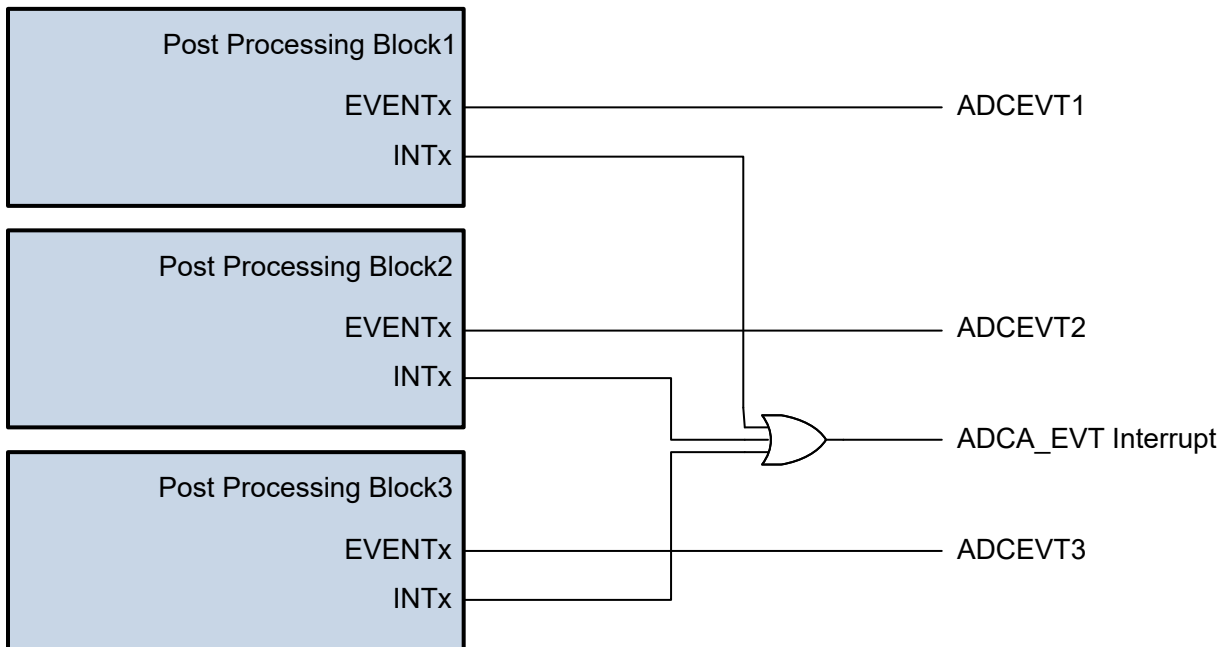 Post Processing Block1
EVENTx
ADCEVT1
INTx
Post Processing Block2
EVENTx
ADCEVT2
INTx
ADCA_EVT Interrupt
Post Processing Block3
EVENTx
ADCEVT3
INTx